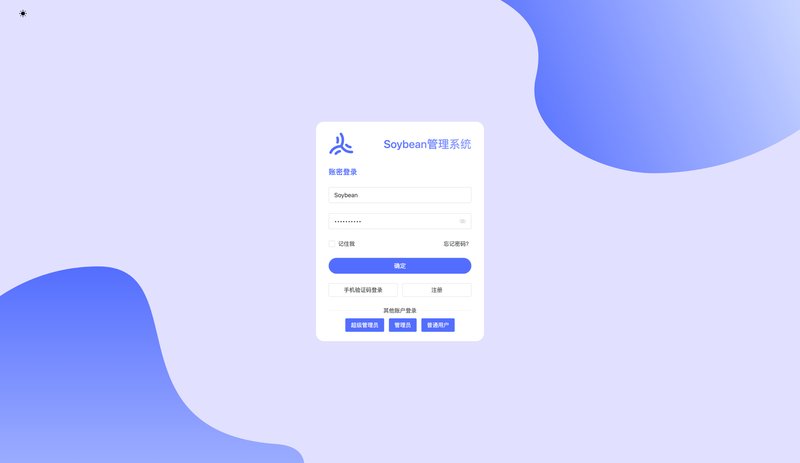 Soybean管理系统
账密登录
Soybean
••••••••••
记住我 忘记密码?
确定
手机验证码登录 注册
其他账户登录
超级管理员 管理员 普通用户